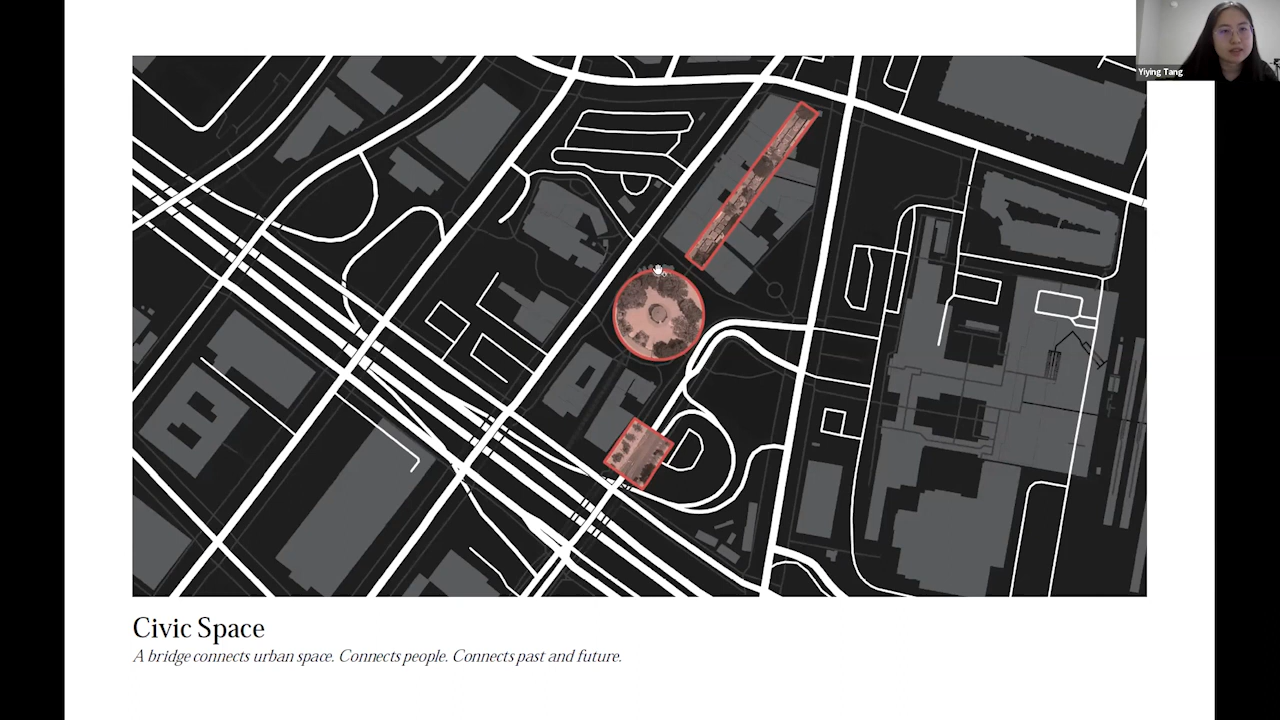 Yiying Tang
Civic Space
A bridge connects urban space. Connects people. Connects past and future.